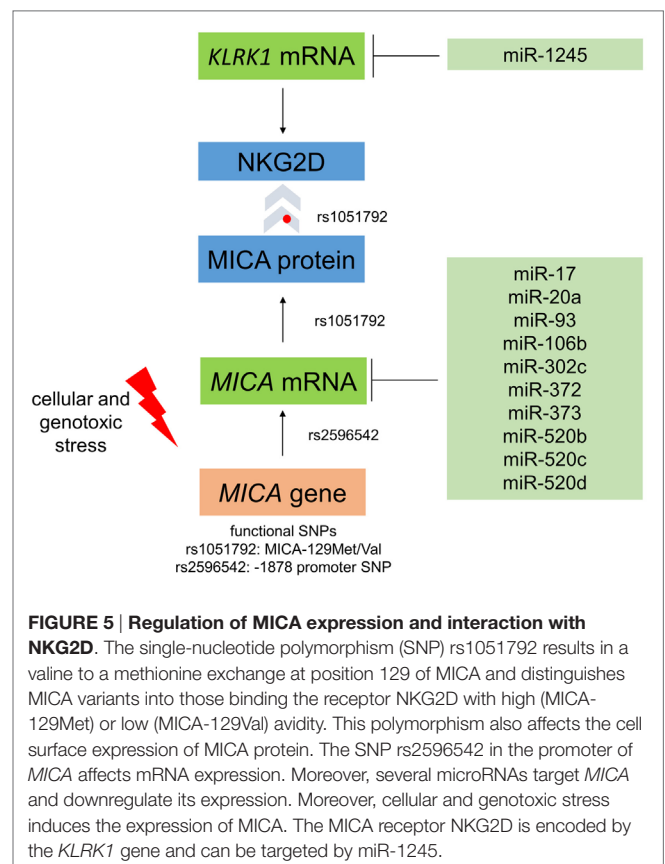 KLRK1 mRNA
miR-1245
NKG2D
rs1051792
MICA protein
rs1051792
miR-17
miR-20a
miR-93
miR-106b
miR-302c
miR-372
miR-373
miR-520b
miR-520c
miR-520d
MICA mRNA
cellular and
genotoxic
stress
rs2596542
MICA gene
functional SNPs
rs1051792: MICA-129Met/Val
rs2596542: -1878 promoter SNP
FIGURE 5 | Regulation of MICA expression and interaction with
NKG2D. The single-nucleotide polymorphism (SNP) rs1051792 results in a
valine to a methionine exchange at position 129 of MICA and distinguishes
MICA variants into those binding the receptor NKG2D with high (MICA-
129Met) or low (MICA-129Val) avidity. This polymorphism also affects the cell
surface expression of MICA protein. The SNP rs2596542 in the promoter of
MICA affects mRNA expression. Moreover, several microRNAs target MICA
and downregulate its expression. Moreover, cellular and genotoxic stress
induces the expression of MICA. The MICA receptor NKG2D is encoded by
the KLRK1 gene and can be targeted by miR-1245.